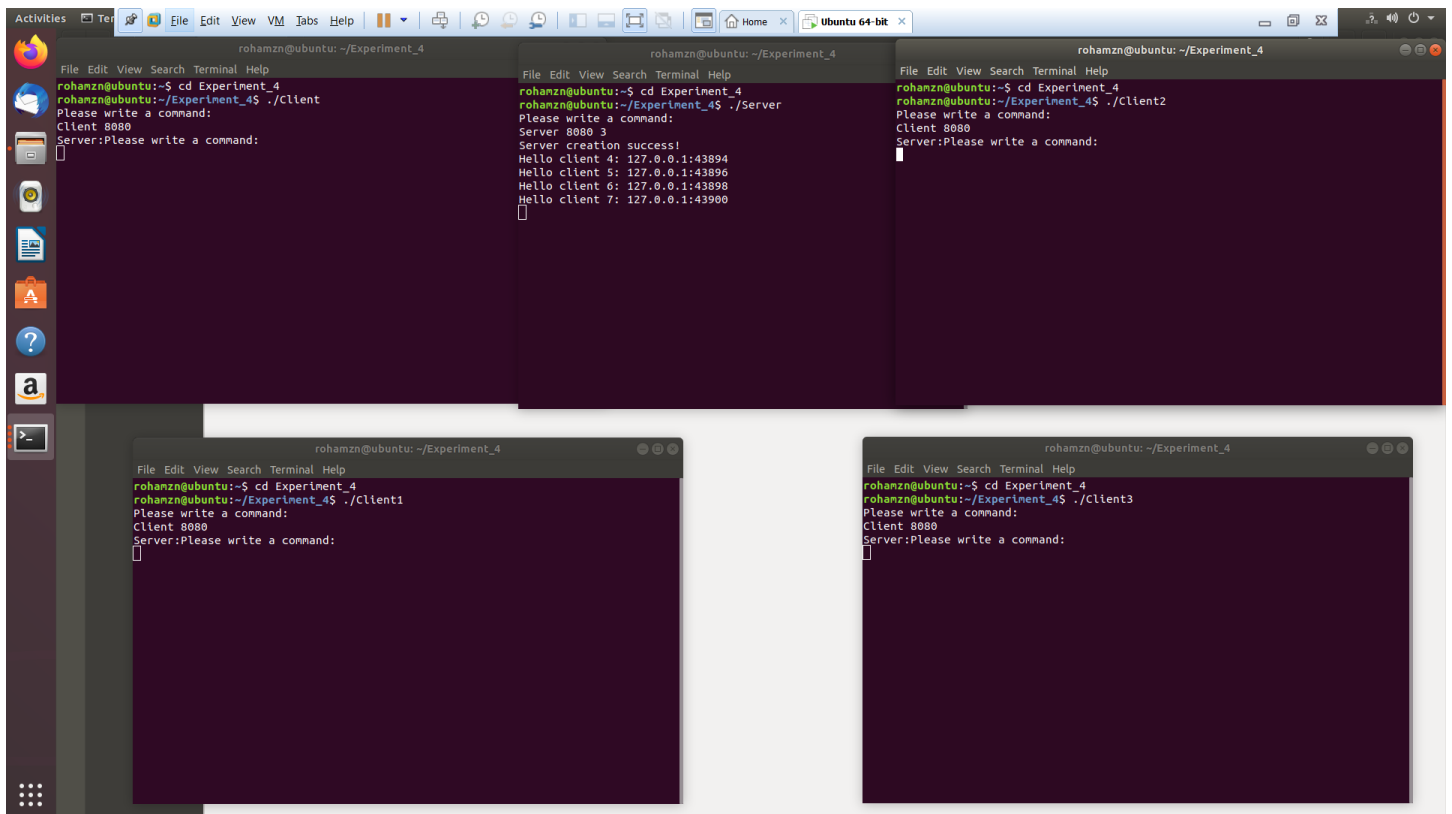 Activities Ter File Edit View VM Tabs Help Home × Ubuntu 64-bit ×
rohamzn@ubuntu: ~/Experiment_4
File Edit View Search Terminal Help
rohamzn@ubuntu:~$ cd Experiment_4
rohamzn@ubuntu:~/Experiment_4$ ./Client
Please write a command:
Client 8080
Server:Please write a command:
rohamzn@ubuntu: ~/Experiment_4
File Edit View Search Terminal Help
rohamzn@ubuntu:~$ cd Experiment_4
rohamzn@ubuntu:~/Experiment_4$ ./Server
Please write a command:
Server 8080 3
Server creation success!
Hello client 4: 127.0.0.1:43894
Hello client 5: 127.0.0.1:43896
Hello client 6: 127.0.0.1:43898
Hello client 7: 127.0.0.1:43900
rohamzn@ubuntu: ~/Experiment_4
File Edit View Search Terminal Help
rohamzn@ubuntu:~$ cd Experiment_4
rohamzn@ubuntu:~/Experiment_4$ ./Client2
Please write a command:
Client 8080
Server:Please write a command:
rohamzn@ubuntu: ~/Experiment_4
File Edit View Search Terminal Help
rohamzn@ubuntu:~$ cd Experiment_4
rohamzn@ubuntu:~/Experiment_4$ ./Client1
Please write a command:
Client 8080
Server:Please write a command:
rohamzn@ubuntu: ~/Experiment_4
File Edit View Search Terminal Help
rohamzn@ubuntu:~$ cd Experiment_4
rohamzn@ubuntu:~/Experiment_4$ ./Client3
Please write a command:
Client 8080
Server:Please write a command: